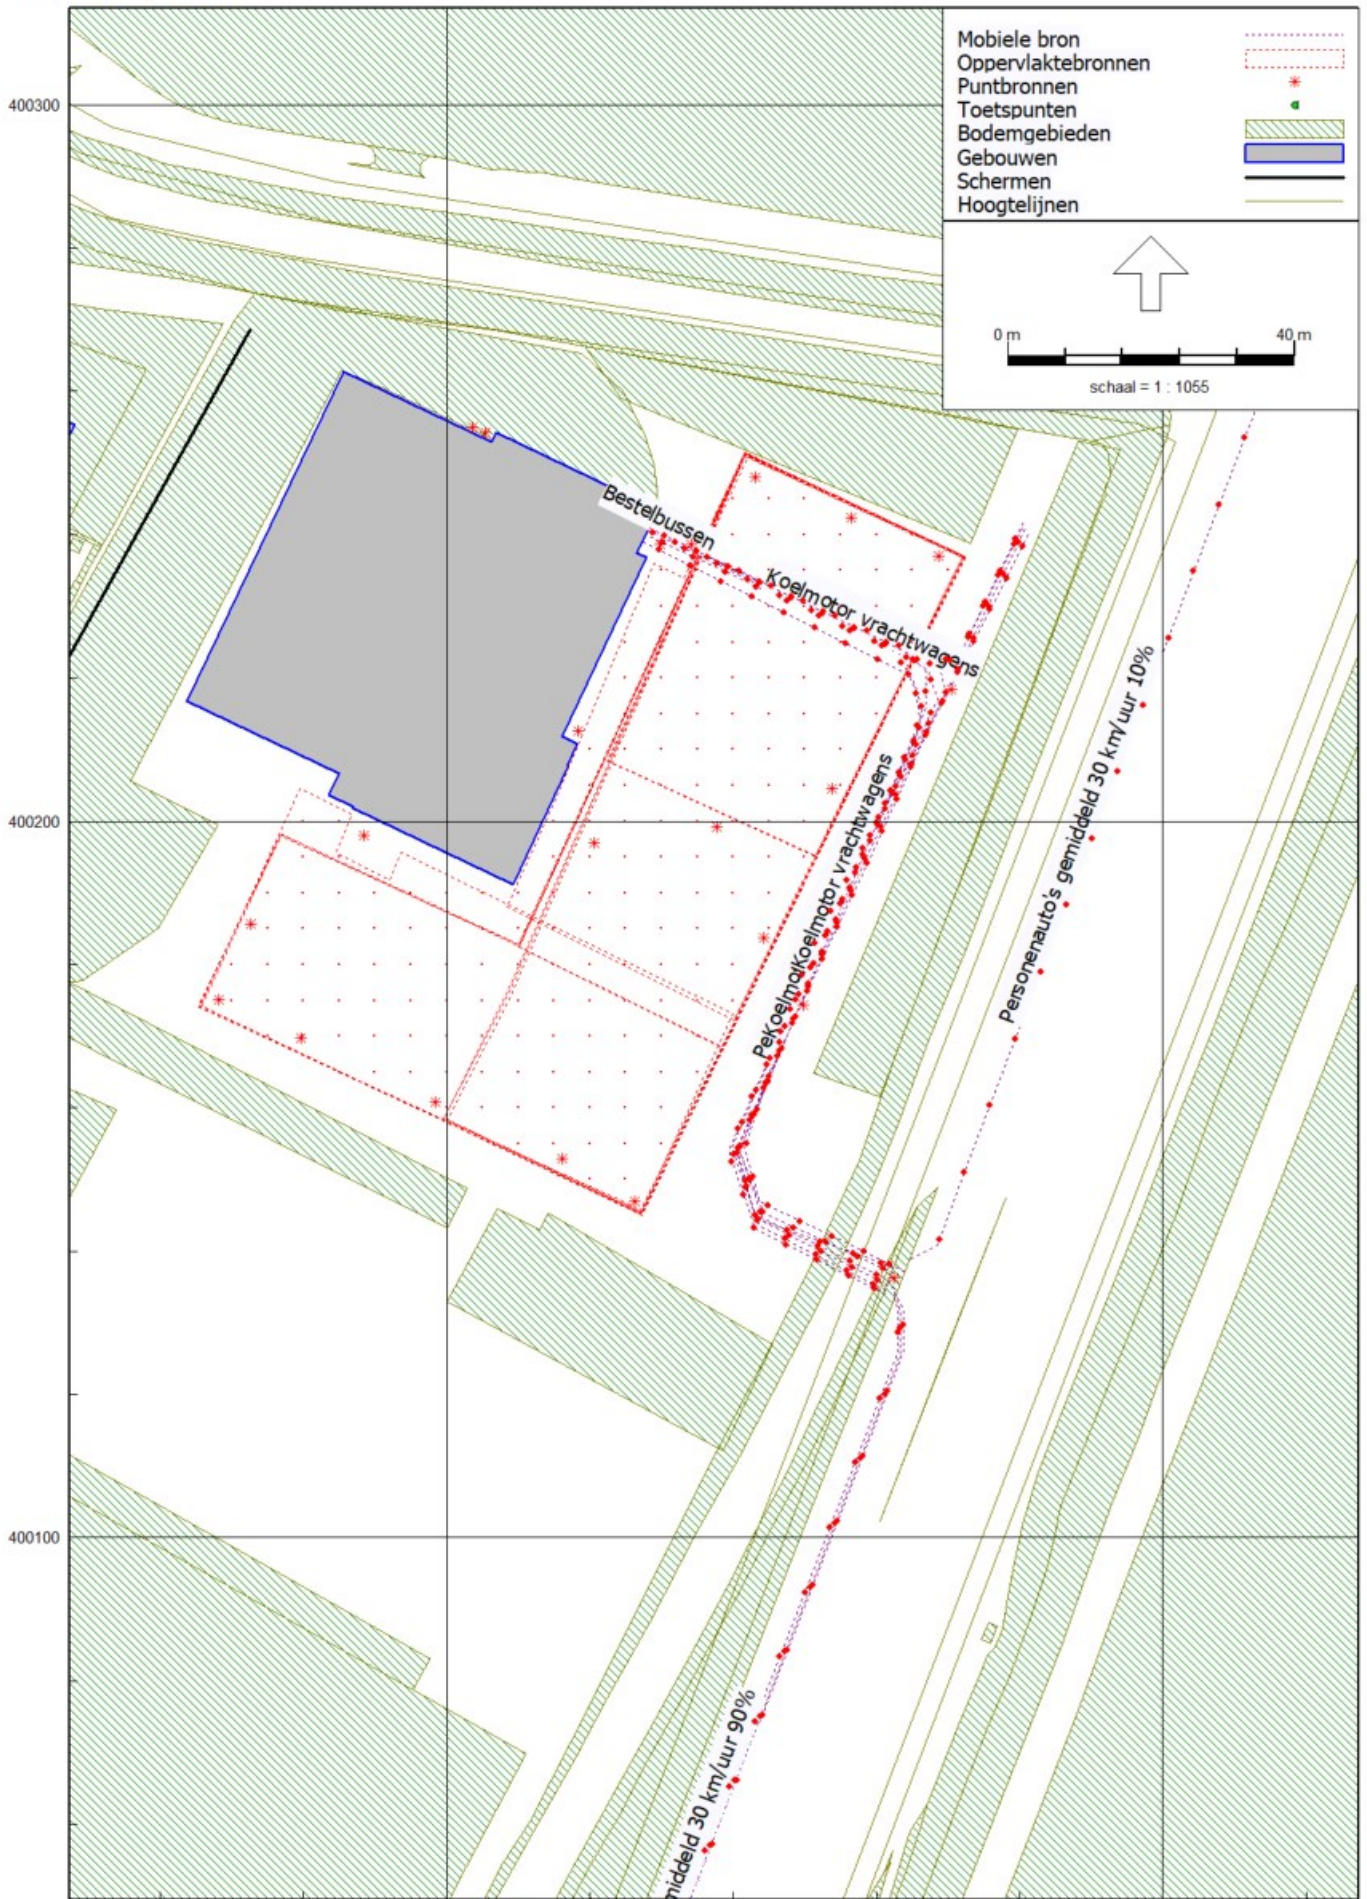 Mobiele bron
Oppervlaktebronnen
Puntbronnen
Toetspunten
Bodemgebieden
Gebouwen
Schermen
Hoogtelijnen
400300
0 m
40 m
schaal = 1 : 1055
Bestelbussen
Koelmotor vrachtwagens
Personenauto's gemiddeld 30 km/uur 10%
PeKoelmoKoelmotor vrachtwagens
400200
400100
middeld 30 km/uur 90%